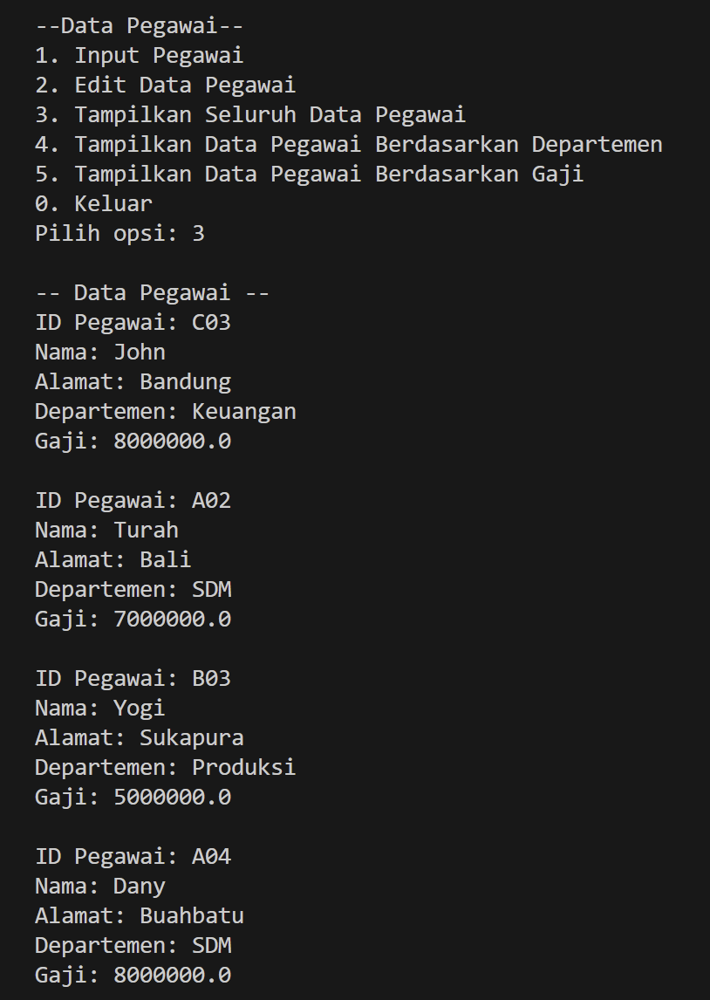 --Data Pegawai--
1. Input Pegawai
2. Edit Data Pegawai
3. Tampilkan Seluruh Data Pegawai
4. Tampilkan Data Pegawai Berdasarkan Departemen
5. Tampilkan Data Pegawai Berdasarkan Gaji
0. Keluar
Pilih opsi: 3

-- Data Pegawai --
ID Pegawai: C03
Nama: John
Alamat: Bandung
Departemen: Keuangan
Gaji: 8000000.0

ID Pegawai: A02
Nama: Turah
Alamat: Bali
Departemen: SDM
Gaji: 7000000.0

ID Pegawai: B03
Nama: Yogi
Alamat: Sukapura
Departemen: Produksi
Gaji: 5000000.0

ID Pegawai: A04
Nama: Dany
Alamat: Buahbatu
Departemen: SDM
Gaji: 8000000.0